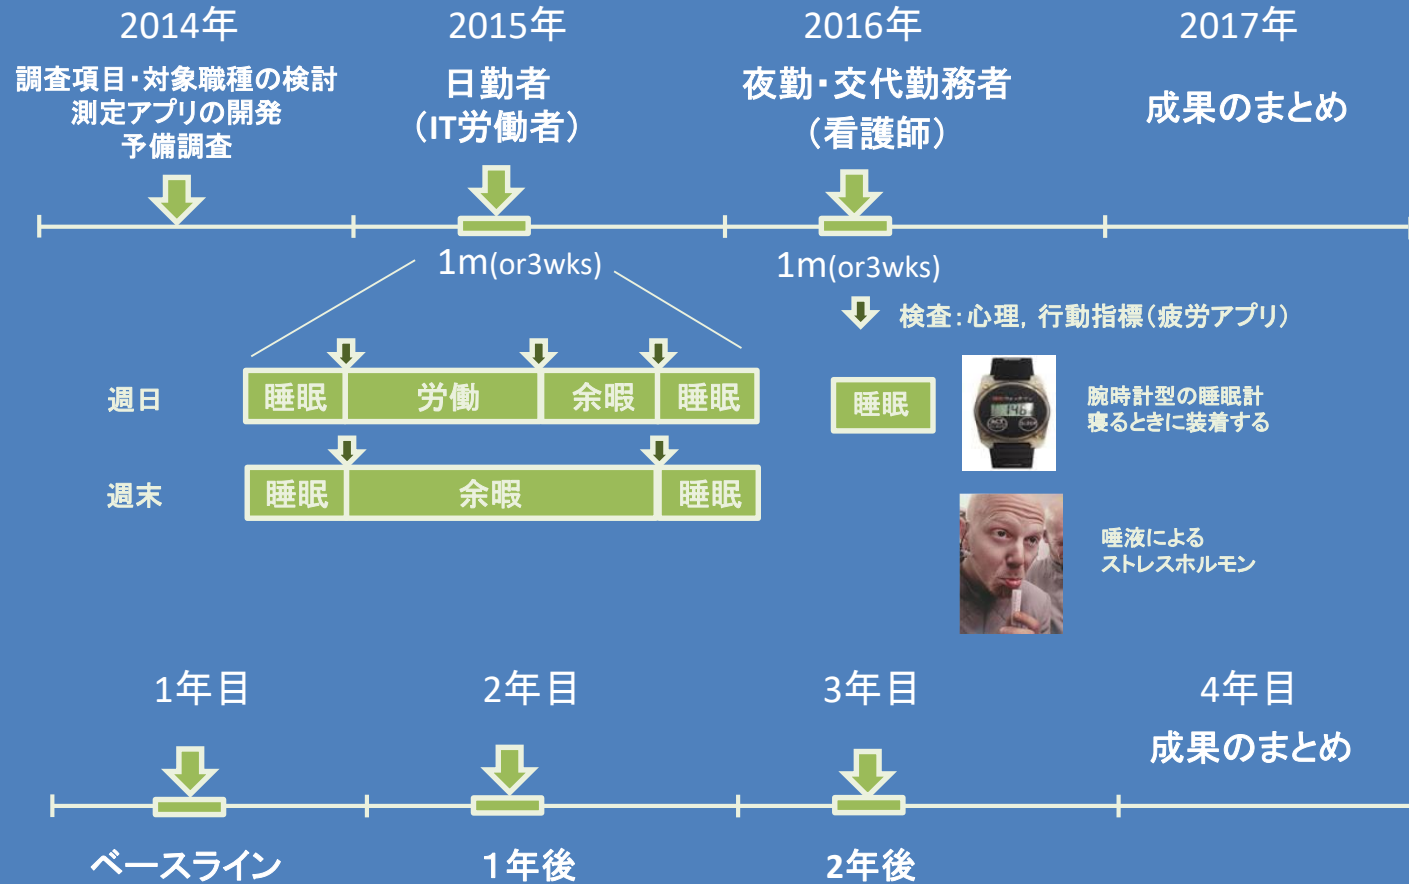 2014年
2015年
2016年
2017年
調査項目・対象職種の検討
測定アプリの開発
予備調査
日勤者
（IT労働者）
夜勤・交代勤務者
（看護師）
成果のまとめ
1m(or3wks)
1m(or3wks)
検査：心理，行動指標（疲労アプリ）
週日
睡眠
労働
余暇
睡眠
週末
睡眠
余暇
睡眠
睡眠
腕時計型の睡眠計
寝るときに装着する
唾液による
ストレスホルモン
1年目
2年目
3年目
4年目
成果のまとめ
ベースライン
１年後
2年後